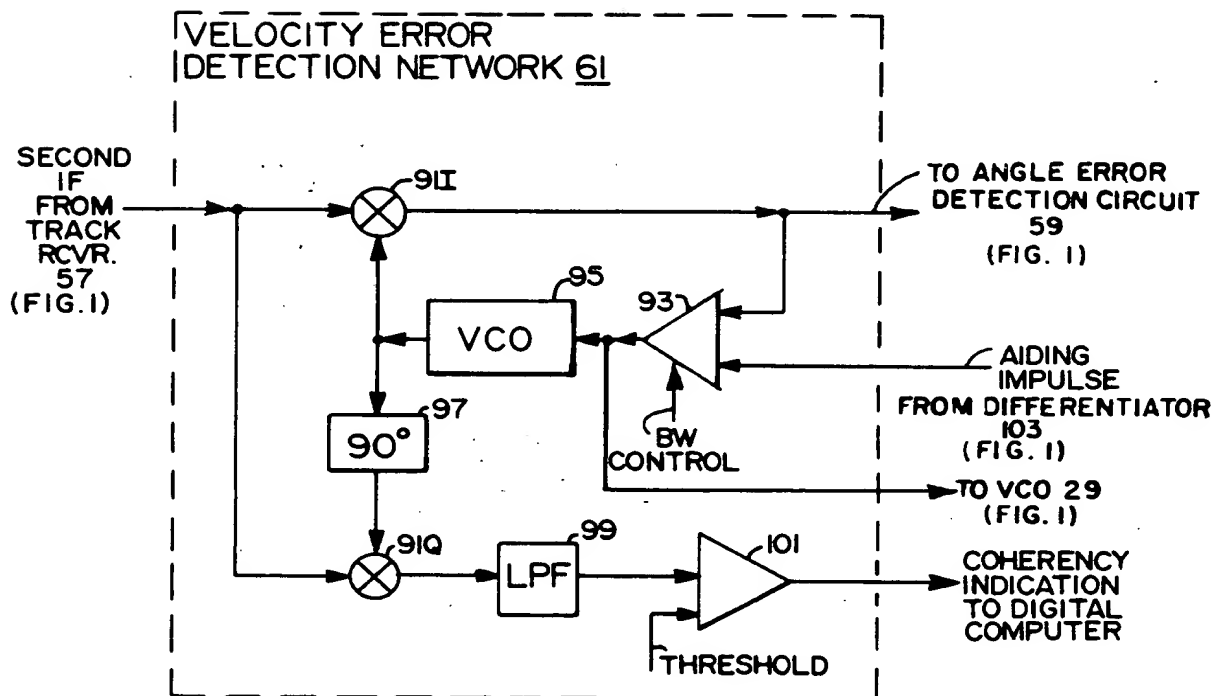 VELOCITY ERROR
DETECTION NETWORK 61
SECOND
IF
FROM
TRACK
RCVR.
57
(FIG.1)
91I
TO ANGLE ERROR
DETECTION CIRCUIT
59
(FIG. 1)
95
VCO
93
AIDING
IMPULSE
FROM DIFFERENTIATOR
103
(FIG. 1)
BW
CONTROL
97
90°
TO VCO 29
(FIG. 1)
91Q
99
LPF
101
COHERENCY
INDICATION
TO DIGITAL
COMPUTER
THRESHOLD